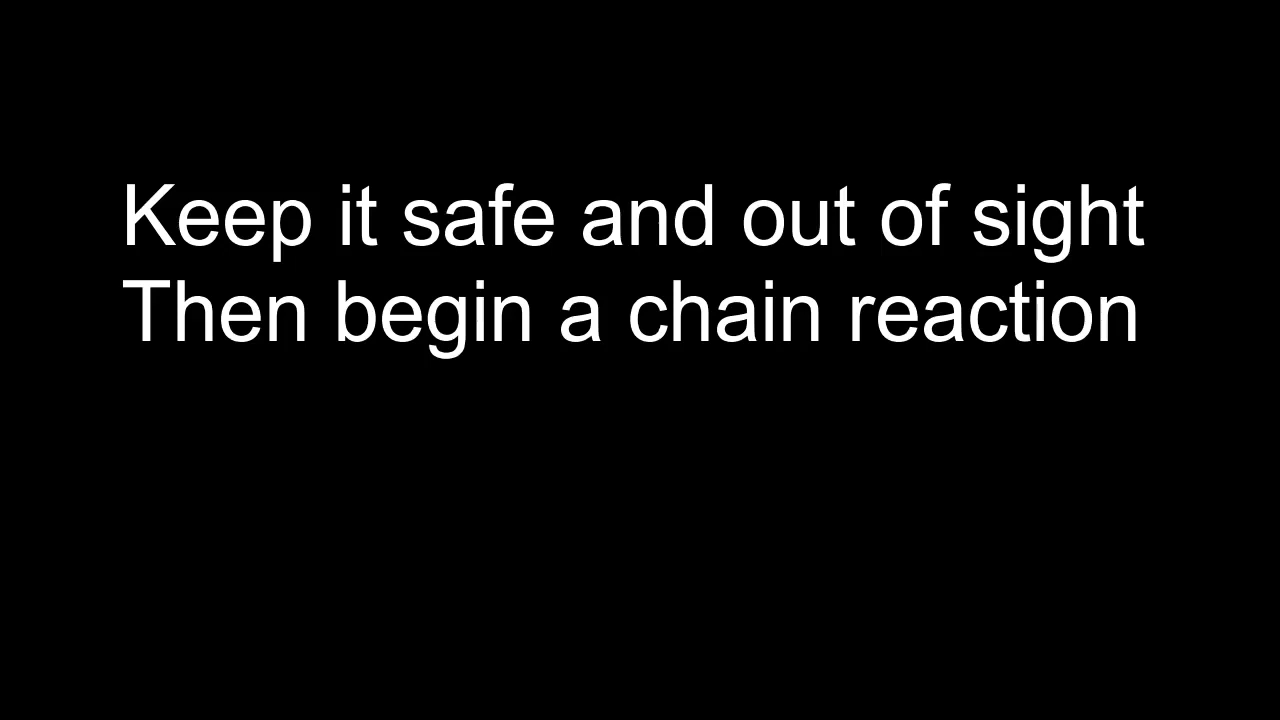 Keep it safe and out of sight
Then begin a chain reaction